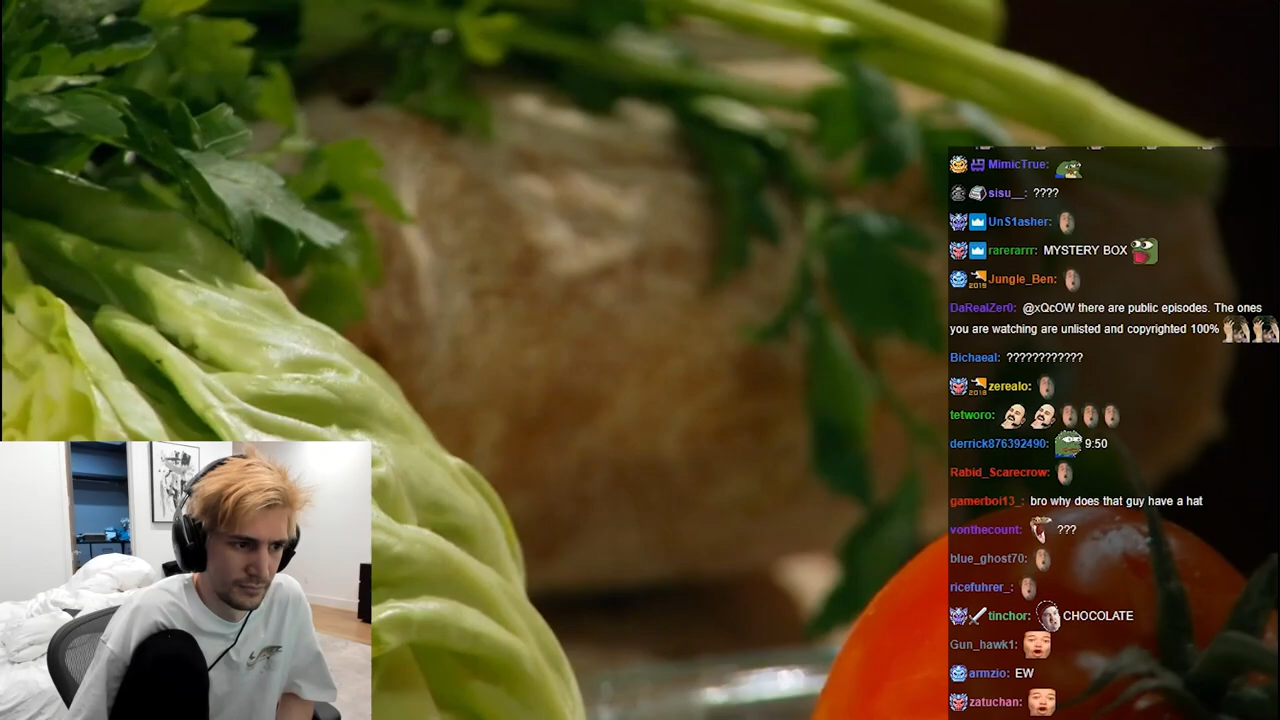 MimicTrue:
sisu__: ????
UnS1asher:
rarerarrr: MYSTERY BOX
2019 Jungle_Ben:
DaRealZer0: @xQcOW there are public episodes. The ones
you are watching are unlisted and copyrighted 100%
Bichaeal: ????????????
2018 zerealo:
tetworo:
derrick876392490: 9:50
Rabid_Scarecrow:
gamerboi13_: bro why does that guy have a hat
vonthecount: ???
blue_ghost70:
ricefuhrer_:
tinchor: CHOCOLATE
Gun_hawk1:
armzio: EW
zatuchan: